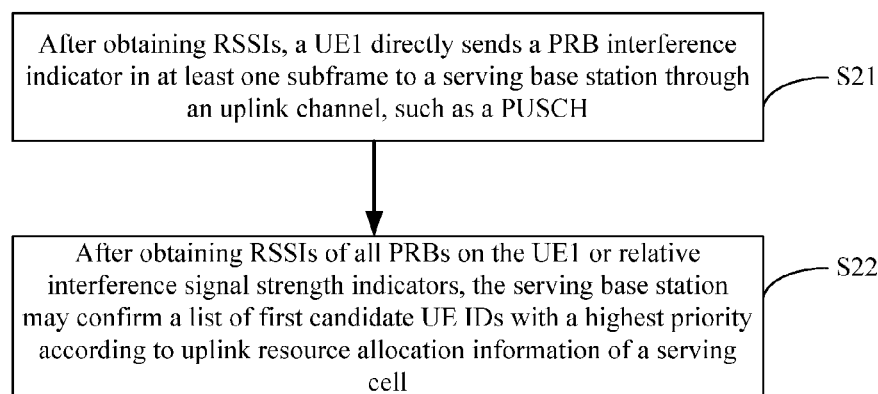 After obtaining RSSIs, a UE1 directly sends a PRB interference
indicator in at least one subframe to a serving base station through
an uplink channel, such as a PUSCH
S21
After obtaining RSSIs of all PRBs on the UE1 or relative
interference signal strength indicators, the serving base station
may confirm a list of first candidate UE IDs with a highest priority
according to uplink resource allocation information of a serving
cell
S22